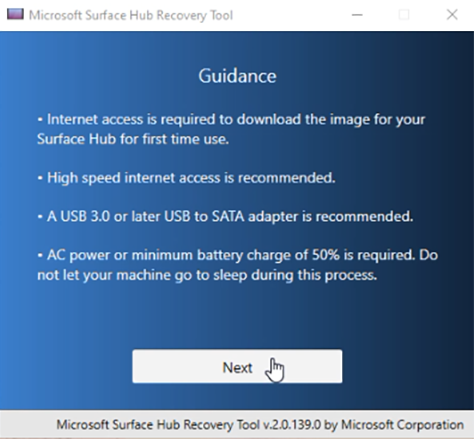 Microsoft Surface Hub Recovery Tool
Guidance
• Internet access is required to download the image for your
Surface Hub for first time use.
• High speed internet access is recommended.
• A USB 3.0 or later USB to SATA adapter is recommended.
• AC power or minimum battery charge of 50% is required. Do
not let your machine go to sleep during this process.
Next
Microsoft Surface Hub Recovery Tool v.2.0.139.0 by Microsoft Corporation